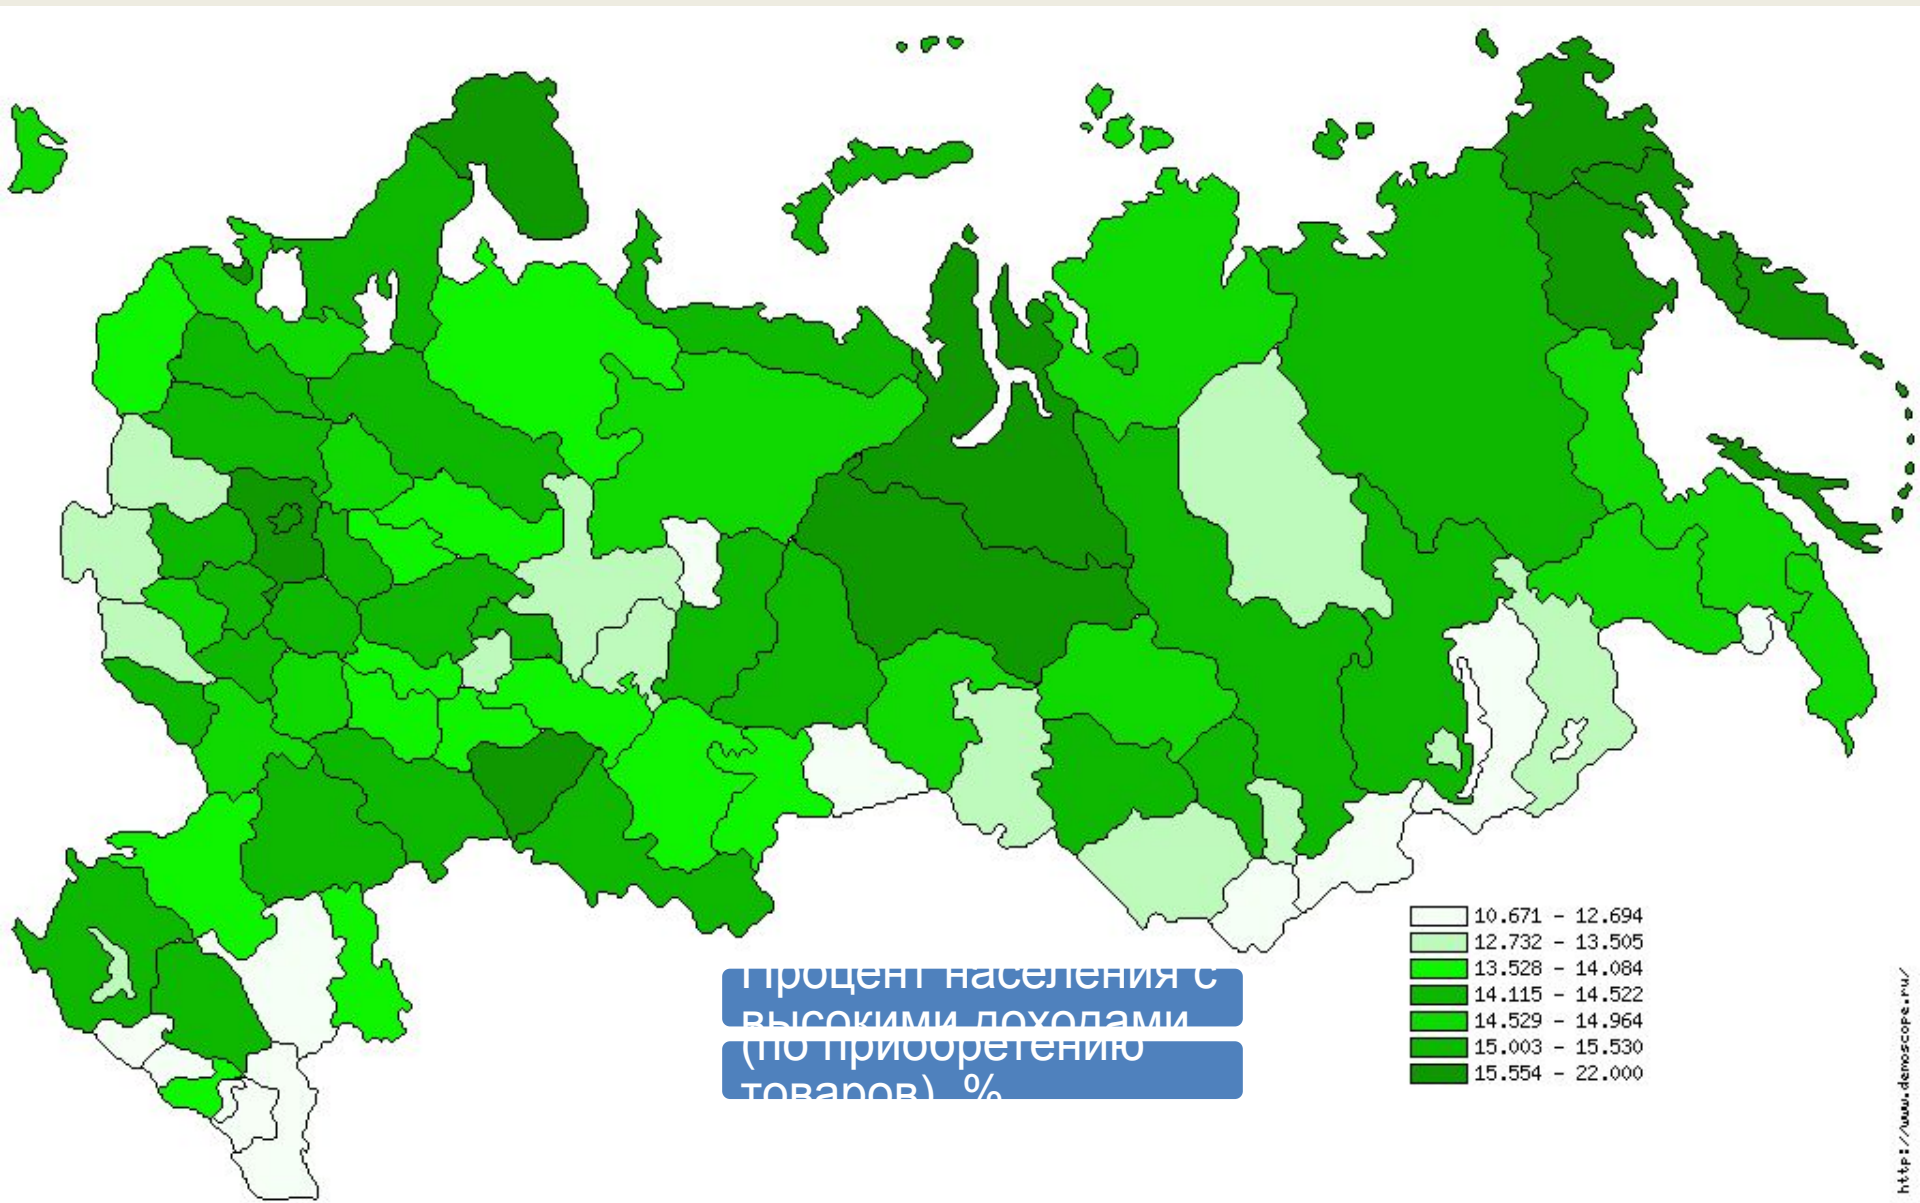 Процент населения с
высокими доходами
(по приобретению
товаров), %
10.671 - 12.694
12.732 - 13.505
13.528 - 14.084
14.115 - 14.522
14.529 - 14.964
15.003 - 15.530
15.554 - 22.000
http://www.demoscope.ru/